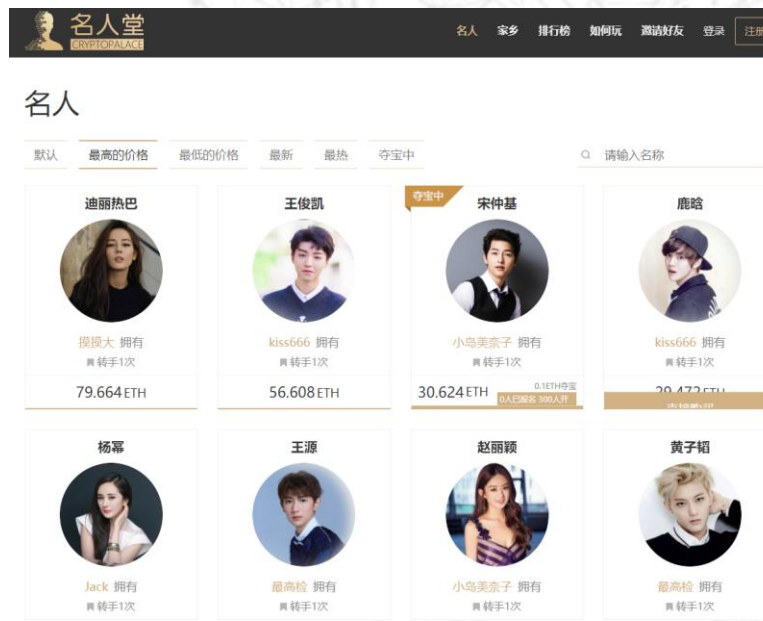 名人堂
CRYPTOPALACE
名人 家乡 排行榜 如何玩 邀请好友 登录 注册
名人
默认 最高的价格 最低的价格 最新 最热 夺宝中 请输入名称
迪丽热巴 王俊凯 夺宝中 宋仲基 鹿晗
摸摸大 拥有 kiss666 拥有 小鸟美奈子 拥有 kiss666 拥有
转手1次 转手1次 转手1次 转手1次
79.664 ETH 56.608 ETH 30.624 ETH 0.1ETH夺宝 29.472 ETH
0人已报名 300人开
杨幂 王源 赵丽颖 黄子韬
Jack 拥有 最高检 拥有 小鸟美奈子 拥有 最高检 拥有
转手1次 转手1次 转手1次 转手1次